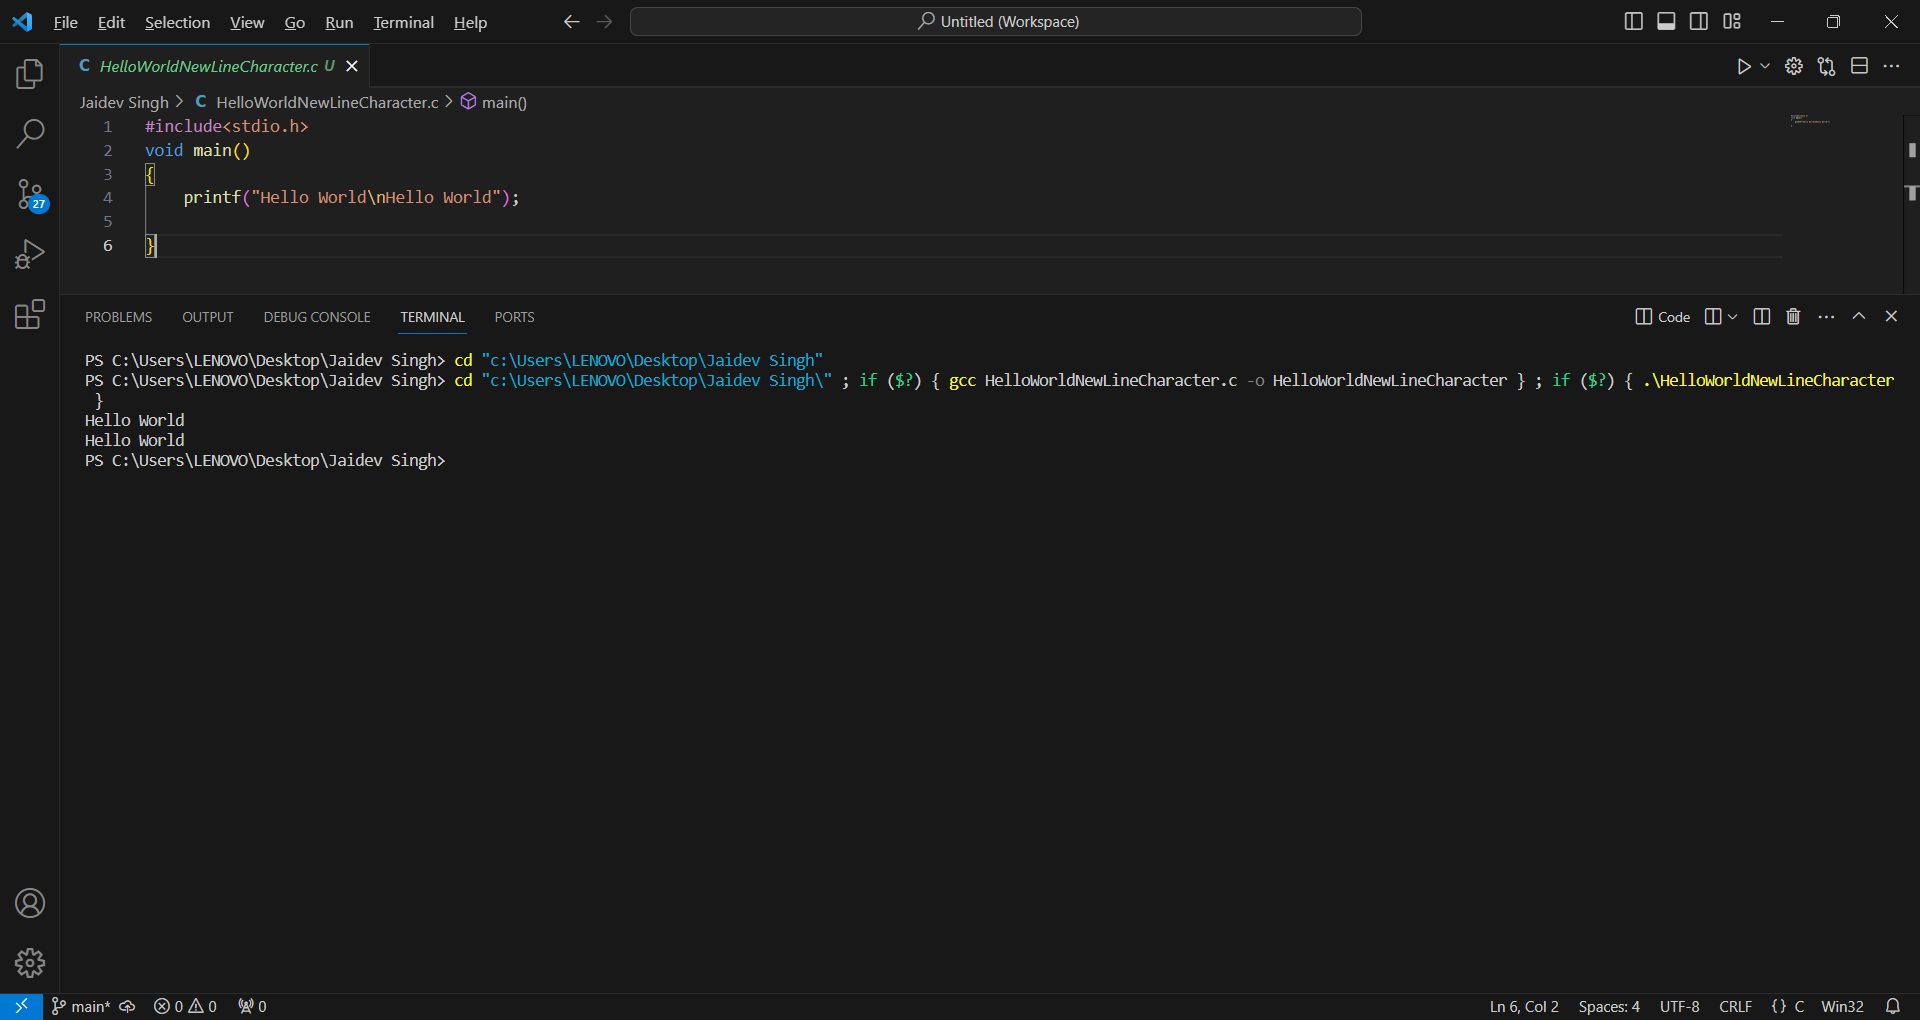 File Edit Selection View Go Run Terminal Help Untitled (Workspace)
C HelloWorldNewLineCharacter.c U
Jaidev Singh > C HelloWorldNewLineCharacter.c > main()
1 #include<stdio.h>
2 void main()
3 {
4 printf("Hello World\nHello World");
5
6 }
27
PROBLEMS OUTPUT DEBUG CONSOLE TERMINAL PORTS Code
PS C:\Users\LENOVO\Desktop\Jaidev Singh> cd "c:\Users\LENOVO\Desktop\Jaidev Singh"
PS C:\Users\LENOVO\Desktop\Jaidev Singh> cd "c:\Users\LENOVO\Desktop\Jaidev Singh\" ; if ($?) { gcc HelloWorldNewLineCharacter.c -o HelloWorldNewLineCharacter } ; if ($?) { .\HelloWorldNewLineCharacter
}
Hello World
Hello World
PS C:\Users\LENOVO\Desktop\Jaidev Singh>
main* 0 0 0 Ln 6, Col 2 Spaces: 4 UTF-8 CRLF {} C Win32